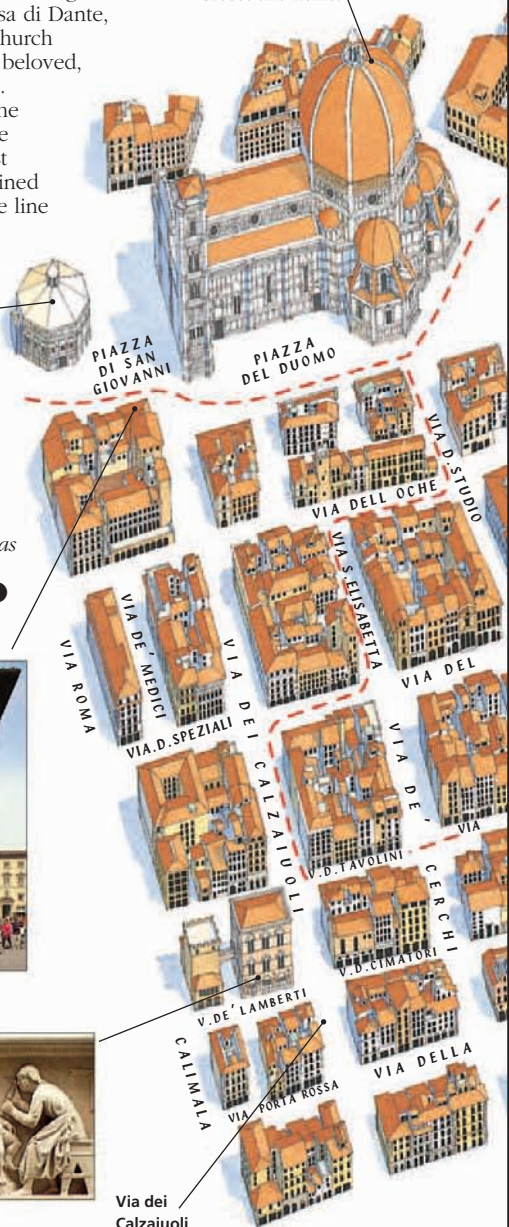 sa di Dante,
hurch
beloved,
ined
e line
PIAZZA
DI SAN
GIOVANNI
PIAZZA
DEL DUOMO
VIA D. STUDIO
VIA DELL OCHE
as
VIA S. ELISABETTA
VIA DE' MEDICI
VIA ROMA
VIA DEI CALZAIUOLI
VIA DEL
VIA.D.SPEZIALI
VIA DE'
CERCHI
VIA
V.D.TAVOLINI
V.D.CIMATORI
V.DE' LAMBERTI
CALIMALA
VIA DELLA
VIA PORTA ROSSA
Via dei
Calzaiuoli